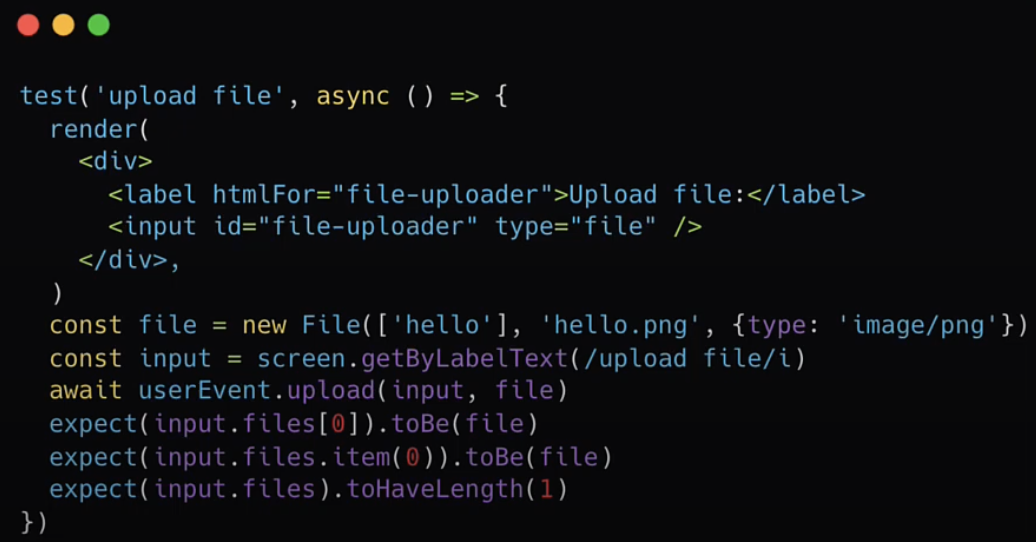 test('upload file', async () => {
render(
<div>
<label htmlFor="file-uploader">Upload file:</label>
<input id="file-uploader" type="file" />
</div>,
)
const file = new File(['hello'], 'hello.png', {type: 'image/png'})
const input = screen.getByLabelText(/upload file/i)
await userEvent.upload(input, file)
expect(input.files[0]).toBe(file)
expect(input.files.item(0)).toBe(file)
expect(input.files).toHaveLength(1)
})